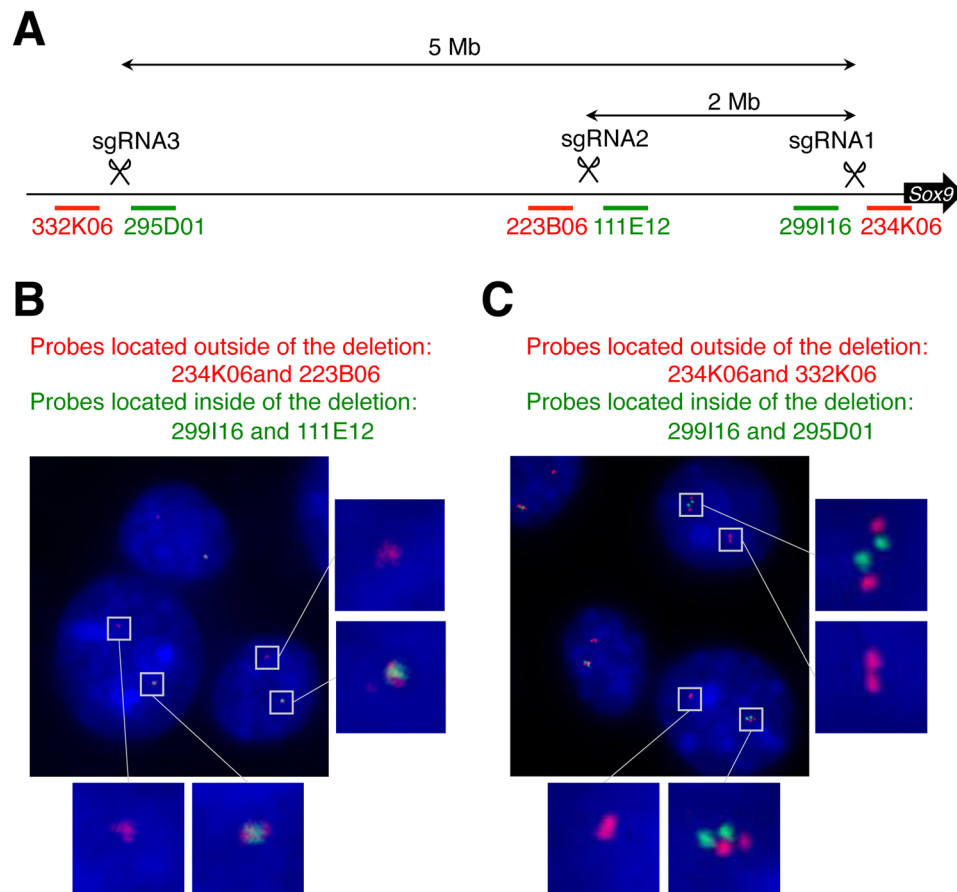 A
5 Mb
2 Mb
sgRNA3
sgRNA2
sgRNA1
Sox9
332K06
295D01
223B06
111E12
299I16
234K06
B
Probes located outside of the deletion:
234K06and 223B06
Probes located inside of the deletion:
299I16 and 111E12
C
Probes located outside of the deletion:
234K06and 332K06
Probes located inside of the deletion:
299I16 and 295D01